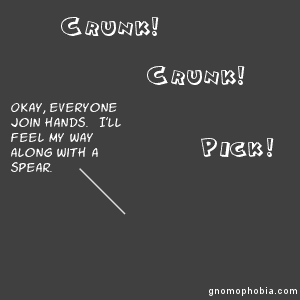 CRUNK!
CRUNK!
OKAY, EVERYONE
JOIN HANDS. I'LL
FEEL MY WAY
ALONG WITH A
SPEAR.
PICK!
gnomophobia.com